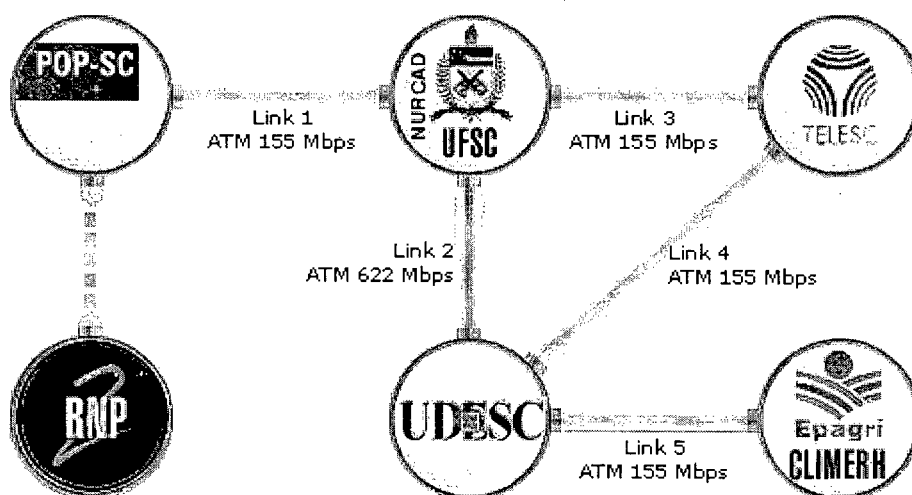 POP-SC
NURCAD
UFSC
TELESC
Link 1
ATM 155 Mbps
Link 3
ATM 155 Mbps
Link 2
ATM 622 Mbps
Link 4
ATM 155 Mbps
RNP
UDESC
Link 5
ATM 155 Mbps
Epagri
CLIMERH